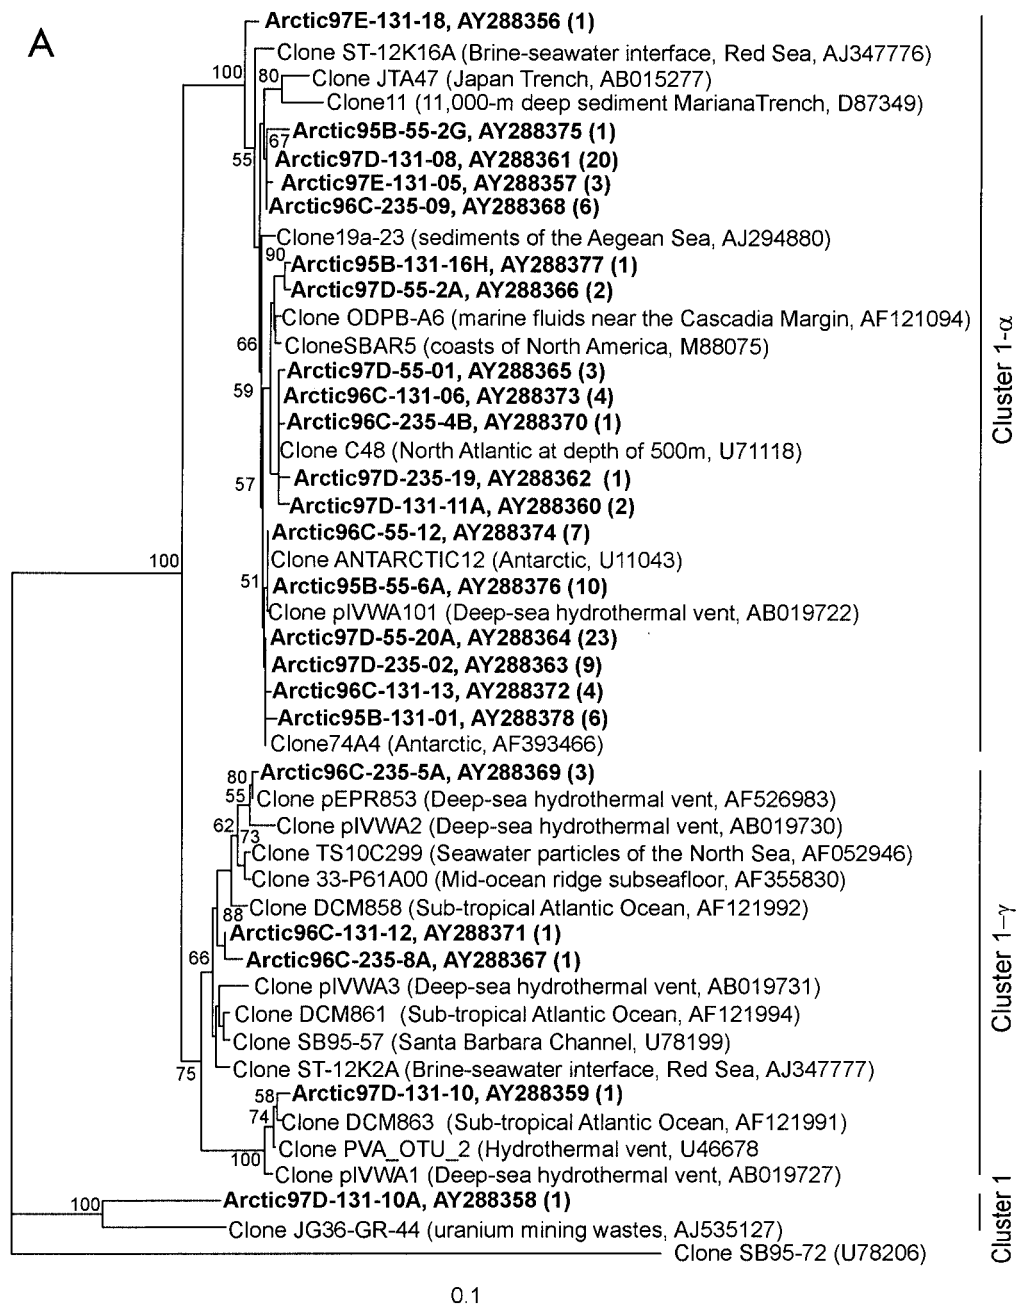 A
Arctic97E-131-18, AY288356 (1)
Clone ST-12K16A (Brine-seawater interface, Red Sea, AJ347776)
100
80
Clone JTA47 (Japan Trench, AB015277)
Clone11 (11,000-m deep sediment MarianaTrench, D87349)
Arctic95B-55-2G, AY288375 (1)
67
55
Arctic97D-131-08, AY288361 (20)
Arctic97E-131-05, AY288357 (3)
Arctic96C-235-09, AY288368 (6)
Clone19a-23 (sediments of the Aegean Sea, AJ294880)
90
Arctic95B-131-16H, AY288377 (1)
Arctic97D-55-2A, AY288366 (2)
Clone ODPB-A6 (marine fluids near the Cascadia Margin, AF121094)
66
CloneSBAR5 (coasts of North America, M88075)
Arctic97D-55-01, AY288365 (3)
59
Arctic96C-131-06, AY288373 (4)
Arctic96C-235-4B, AY288370 (1)
Clone C48 (North Atlantic at depth of 500m, U71118)
57
Arctic97D-235-19, AY288362 (1)
Arctic97D-131-11A, AY288360 (2)
Arctic96C-55-12, AY288374 (7)
100
Clone ANTARCTIC12 (Antarctic, U11043)
51
Arctic95B-55-6A, AY288376 (10)
Clone pIVWA101 (Deep-sea hydrothermal vent, AB019722)
Arctic97D-55-20A, AY288364 (23)
Arctic97D-235-02, AY288363 (9)
Arctic96C-131-13, AY288372 (4)
Arctic95B-131-01, AY288378 (6)
Clone74A4 (Antarctic, AF393466)
Cluster 1-α
80
Arctic96C-235-5A, AY288369 (3)
55
Clone pEPR853 (Deep-sea hydrothermal vent, AF526983)
62
Clone pIVWA2 (Deep-sea hydrothermal vent, AB019730)
73
Clone TS10C299 (Seawater particles of the North Sea, AF052946)
Clone 33-P61A00 (Mid-ocean ridge subseafloor, AF355830)
Clone DCM858 (Sub-tropical Atlantic Ocean, AF121992)
88
Arctic96C-131-12, AY288371 (1)
66
Arctic96C-235-8A, AY288367 (1)
Clone pIVWA3 (Deep-sea hydrothermal vent, AB019731)
Clone DCM861 (Sub-tropical Atlantic Ocean, AF121994)
Clone SB95-57 (Santa Barbara Channel, U78199)
Clone ST-12K2A (Brine-seawater interface, Red Sea, AJ347777)
75
58
Arctic97D-131-10, AY288359 (1)
74
Clone DCM863 (Sub-tropical Atlantic Ocean, AF121991)
Clone PVA_OTU_2 (Hydrothermal vent, U46678
100
Clone pIVWA1 (Deep-sea hydrothermal vent, AB019727)
Cluster 1-γ
100
Arctic97D-131-10A, AY288358 (1)
Clone JG36-GR-44 (uranium mining wastes, AJ535127)
Cluster 1
Clone SB95-72 (U78206)
0.1